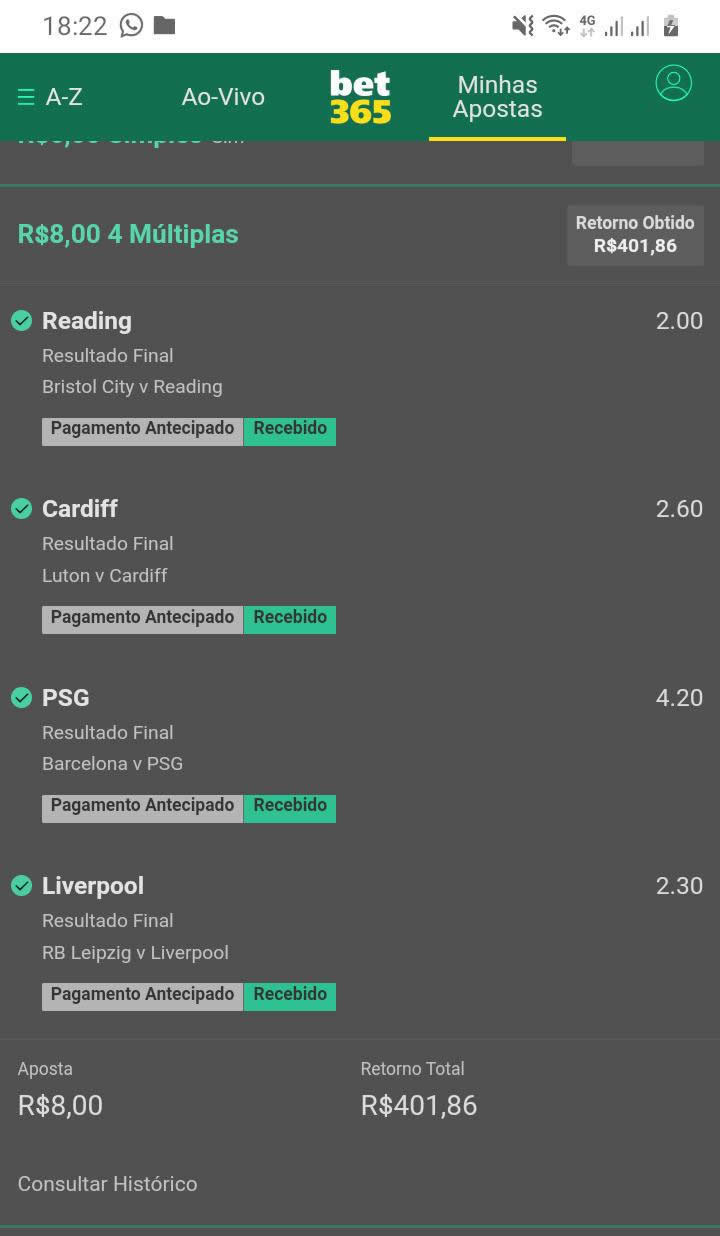 18:22 4G
A-Z Ao-Vivo bet365 Minhas Apostas
R$8,00 4 Múltiplas
Retorno Obtido
R$401,86
Reading 2.00
Resultado Final
Bristol City v Reading
Pagamento Antecipado Recebido
Cardiff 2.60
Resultado Final
Luton v Cardiff
Pagamento Antecipado Recebido
PSG 4.20
Resultado Final
Barcelona v PSG
Pagamento Antecipado Recebido
Liverpool 2.30
Resultado Final
RB Leipzig v Liverpool
Pagamento Antecipado Recebido
Aposta Retorno Total
R$8,00 R$401,86
Consultar Histórico